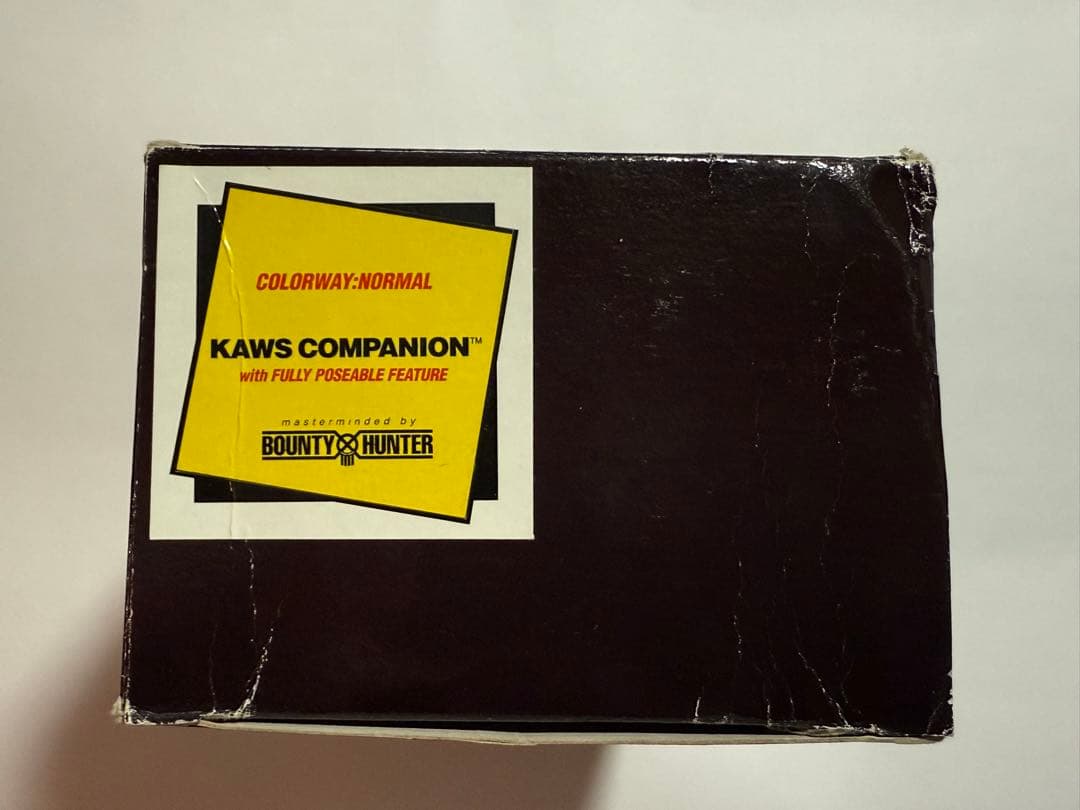 COLORWAY:NORMAL
KAWS COMPANION™
with FULLY POSEABLE FEATURE
masterminded by
BOUNTY HUNTER